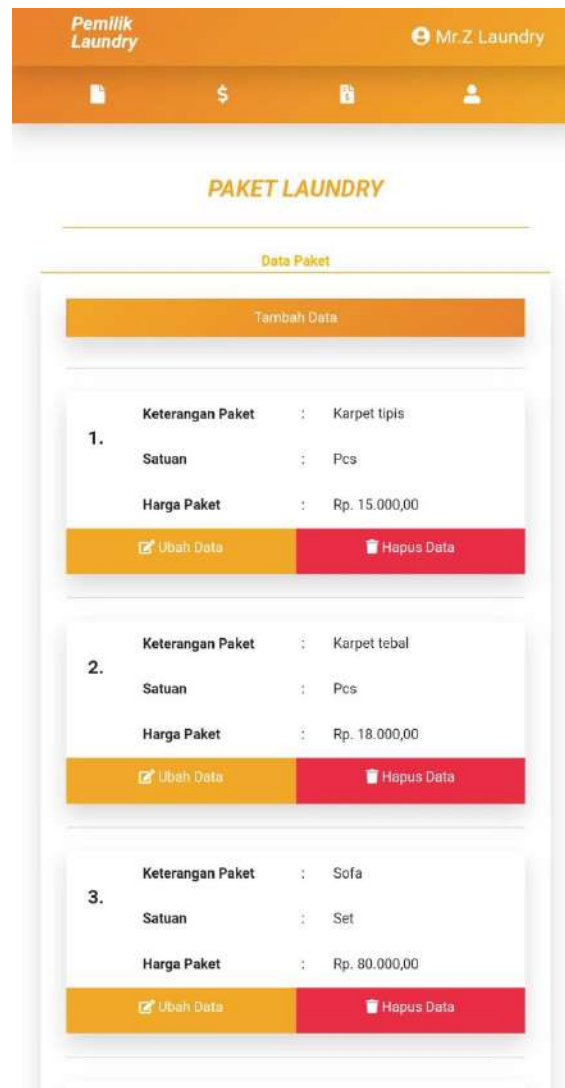 Pemilik
Laundry
Mr.Z Laundry
PAKET LAUNDRY
Data Paket
Tambah Data
1.
Keterangan Paket : Karpet tipis
Satuan : Pcs
Harga Paket : Rp. 15.000,00
Ubah Data Hapus Data
2.
Keterangan Paket : Karpet tebal
Satuan : Pcs
Harga Paket : Rp. 18.000,00
Ubah Data Hapus Data
3.
Keterangan Paket : Sofa
Satuan : Set
Harga Paket : Rp. 80.000,00
Ubah Data Hapus Data